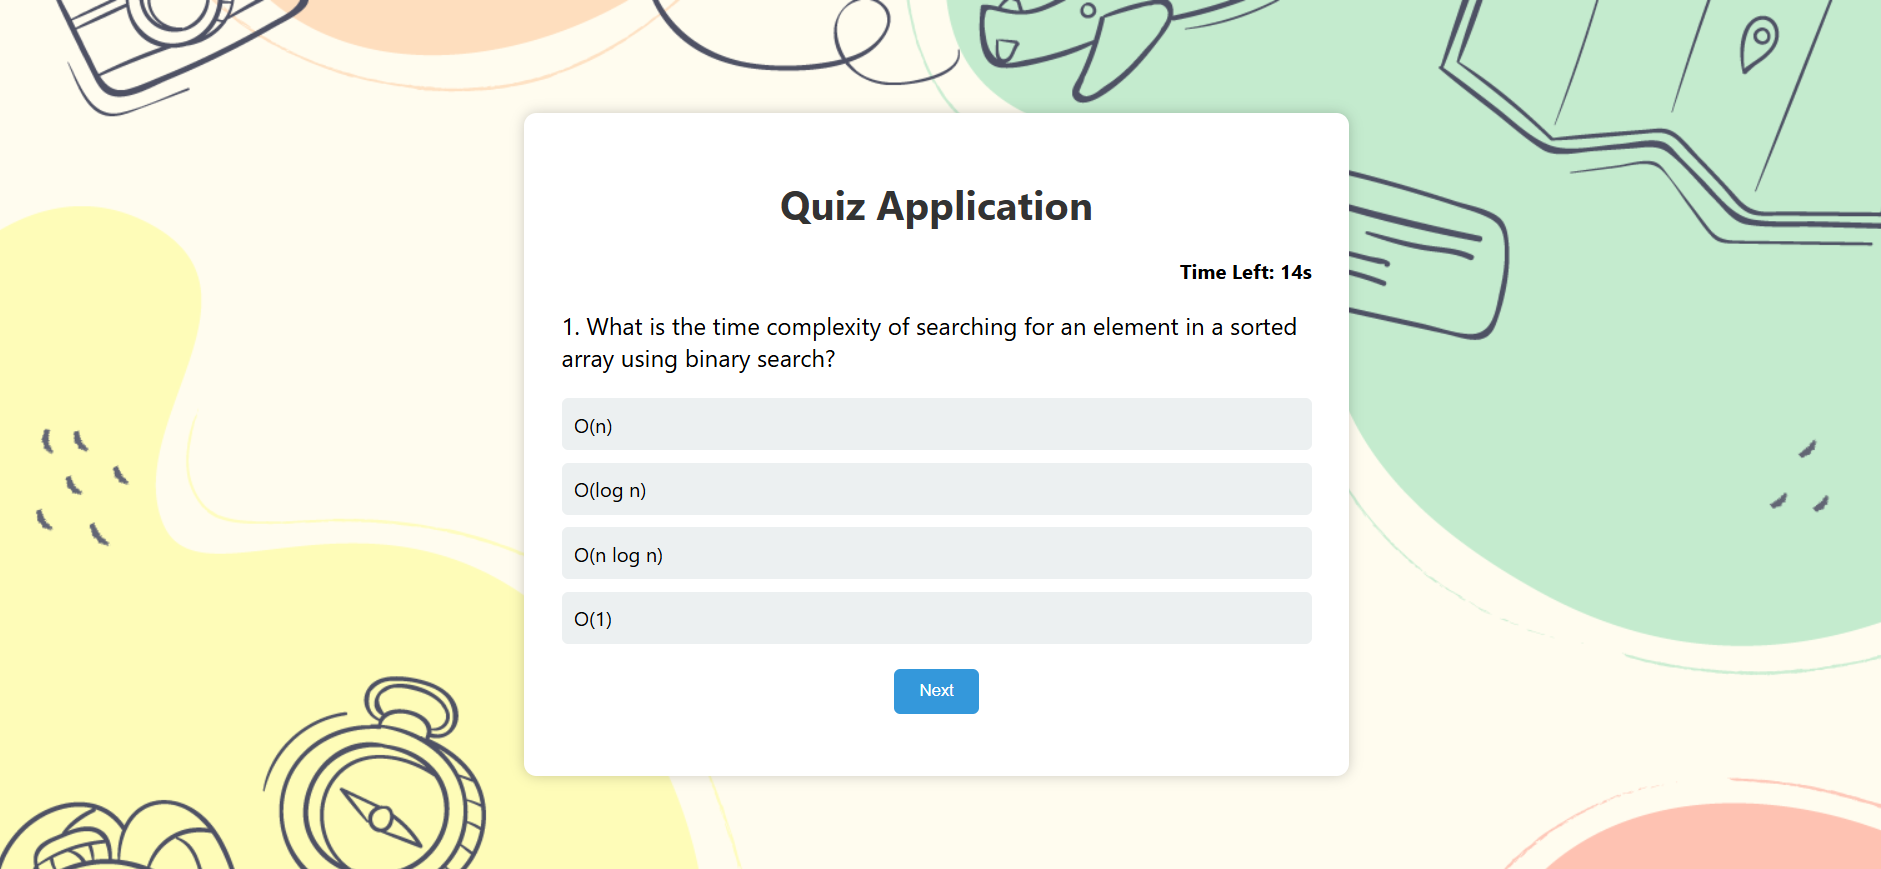 Quiz Application
Time Left: 14s
1. What is the time complexity of searching for an element in a sorted
array using binary search?
O(n)
O(log n)
O(n log n)
O(1)
Next